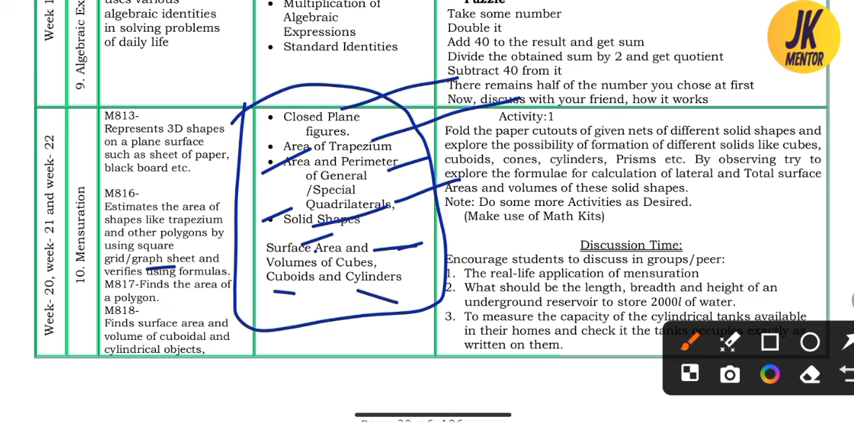 Week 1
9. Algebraic Ex
algebraic identities
in solving problems
of daily life
Multiplication of
Algebraic
Expressions
Standard Identities
Take some number
Double it
Add 40 to the result and get sum
Divide the obtained sum by 2 and get quotient
Subtract 40 from it
There remains half of the number you chose at first
Now, discuss with your friend, how it works
JK
MENTOR
Week- 20, week- 21 and week- 22
10. Mensuration
M813-
Represents 3D shapes
on a plane surface
such as sheet of paper,
black board etc.
M816-
Estimates the area of
shapes like trapezium
and other polygons by
using square
grid/graph sheet and
verifies using formulas.
M817-Finds the area of
a polygon.
M818-
Finds surface area and
volume of cuboidal and
cylindrical objects,
Closed Plane
figures.
Area of Trapezium
Area and Perimeter
of General
/Special
Quadrilaterals,
Solid Shapes
Surface Area and
Volumes of Cubes,
Cuboids and Cylinders
Activity:1
Fold the paper cutouts of given nets of different solid shapes and
explore the possibility of formation of different solids like cubes,
cuboids, cones, cylinders, Prisms etc. By observing try to
explore the formulae for calculation of lateral and Total surface
Areas and volumes of these solid shapes.
Note: Do some more Activities as Desired.
(Make use of Math Kits)
Discussion Time:
Encourage students to discuss in groups/peer:
1. The real-life application of mensuration
2. What should be the length, breadth and height of an
underground reservoir to store 2000l of water.
3. To measure the capacity of the cylindrical tanks available
in their homes and check it the tanks occupies exactly as
written on them.